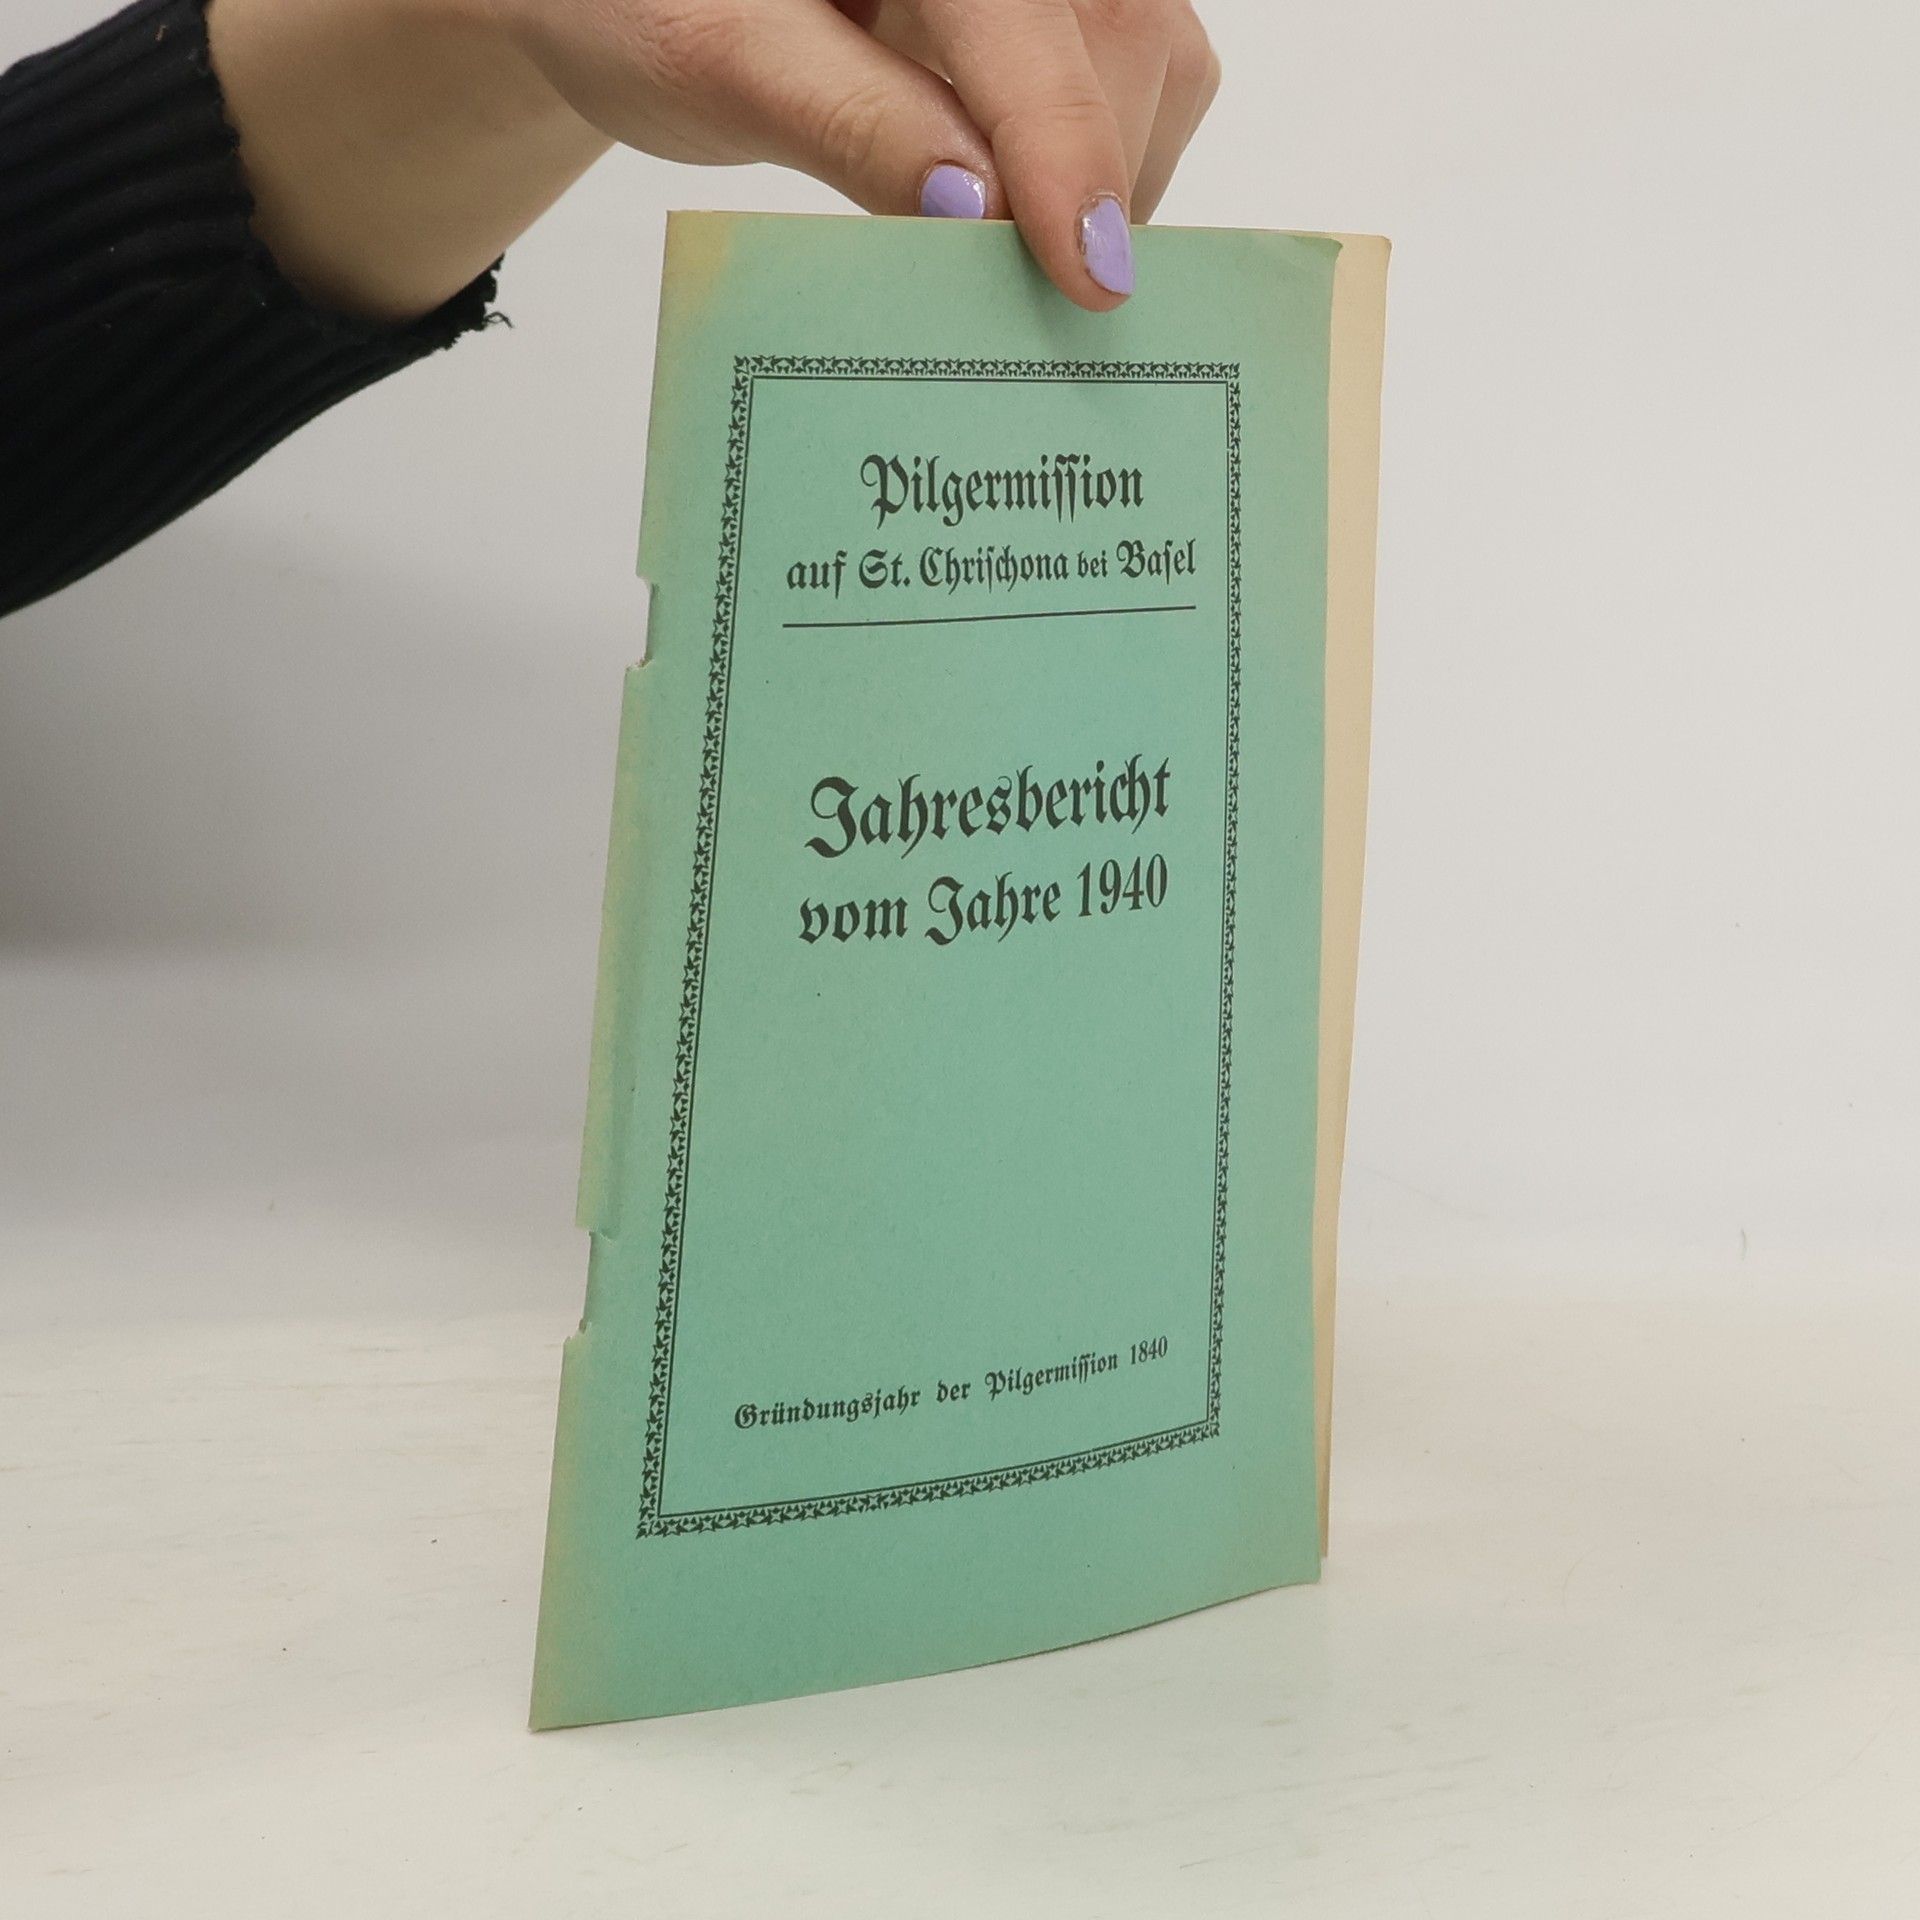 Pilgermiſſion
auf St. Chriſchona bei Baſel
Jahresbericht
vom Jahre 1940
Gründungsjahr der Pilgermiſſion 1840